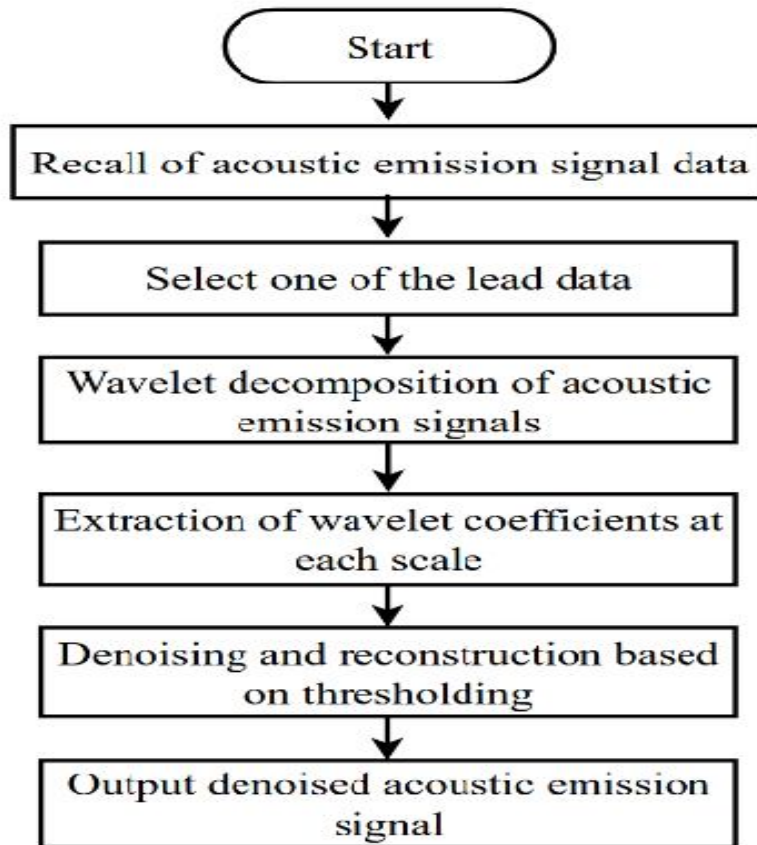 Start
Recall of acoustic emission signal data
Select one of the lead data
Wavelet decomposition of acoustic
emission signals
Extraction of wavelet coefficients at
each scale
Denoising and reconstruction based
on thresholding
Output denoised acoustic emission
signal